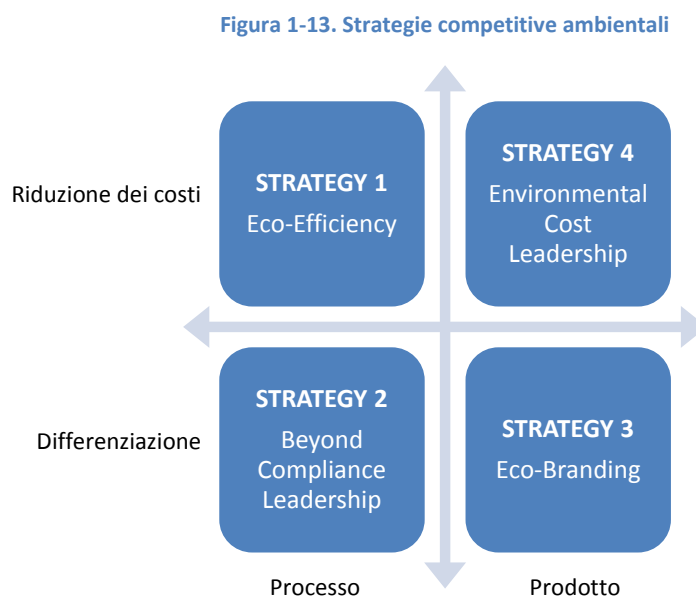 Figura 1-13. Strategie competitive ambientali
Riduzione dei costi
STRATEGY 1
Eco-Efficiency
STRATEGY 4
Environmental
Cost
Leadership
Differenziazione
STRATEGY 2
Beyond
Compliance
Leadership
STRATEGY 3
Eco-Branding
Processo
Prodotto